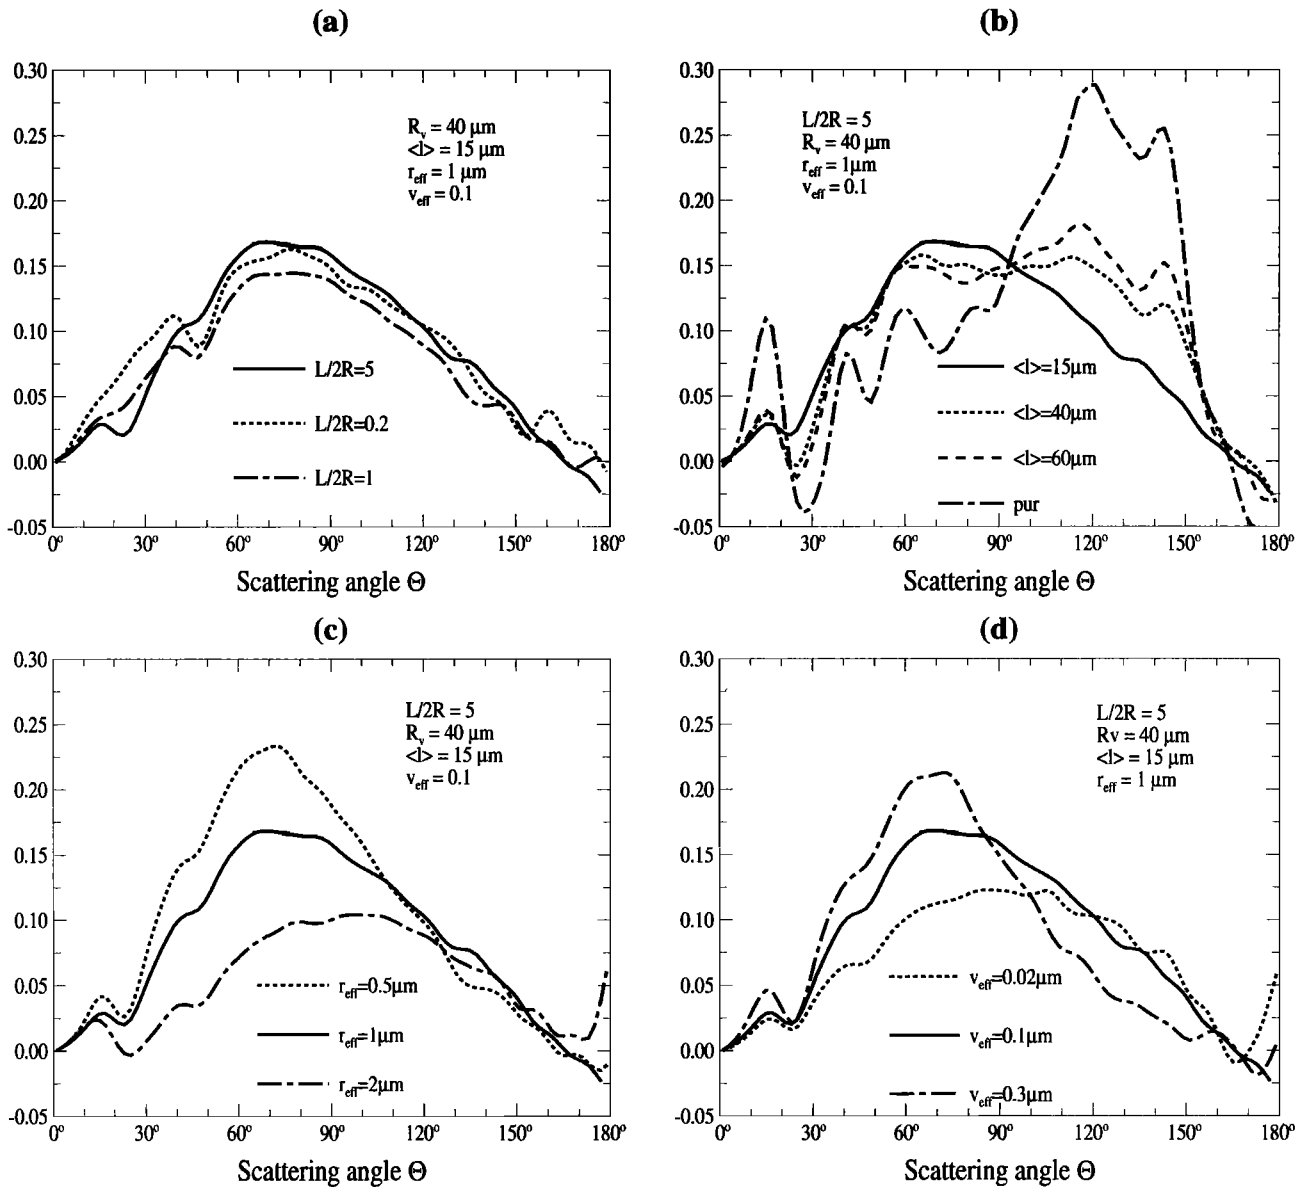 (a)
0.30
0.25
0.20
0.15
0.10
0.05
0.00
-0.05
R_v = 40 µm
<l> = 15 µm
r_eff = 1 µm
v_eff = 0.1
L/2R=5
L/2R=0.2
L/2R=1
0° 30° 60° 90° 120° 150° 180°
Scattering angle Θ
(b)
0.30
0.25
0.20
0.15
0.10
0.05
0.00
-0.05
L/2R = 5
R_v = 40 µm
r_eff = 1µm
v_eff = 0.1
<l>=15µm
<l>=40µm
<l>=60µm
pur
0° 30° 60° 90° 120° 150° 180°
Scattering angle Θ
(c)
0.30
0.25
0.20
0.15
0.10
0.05
0.00
-0.05
L/2R = 5
R_v = 40 µm
<l> = 15 µm
v_eff = 0.1
r_eff=0.5µm
r_eff=1µm
r_eff=2µm
0° 30° 60° 90° 120° 150° 180°
Scattering angle Θ
(d)
0.30
0.25
0.20
0.15
0.10
0.05
0.00
-0.05
L/2R = 5
Rv = 40 µm
<l> = 15 µm
r_eff = 1 µm
v_eff=0.02µm
v_eff=0.1µm
v_eff=0.3µm
0° 30° 60° 90° 120° 150° 180°
Scattering angle Θ